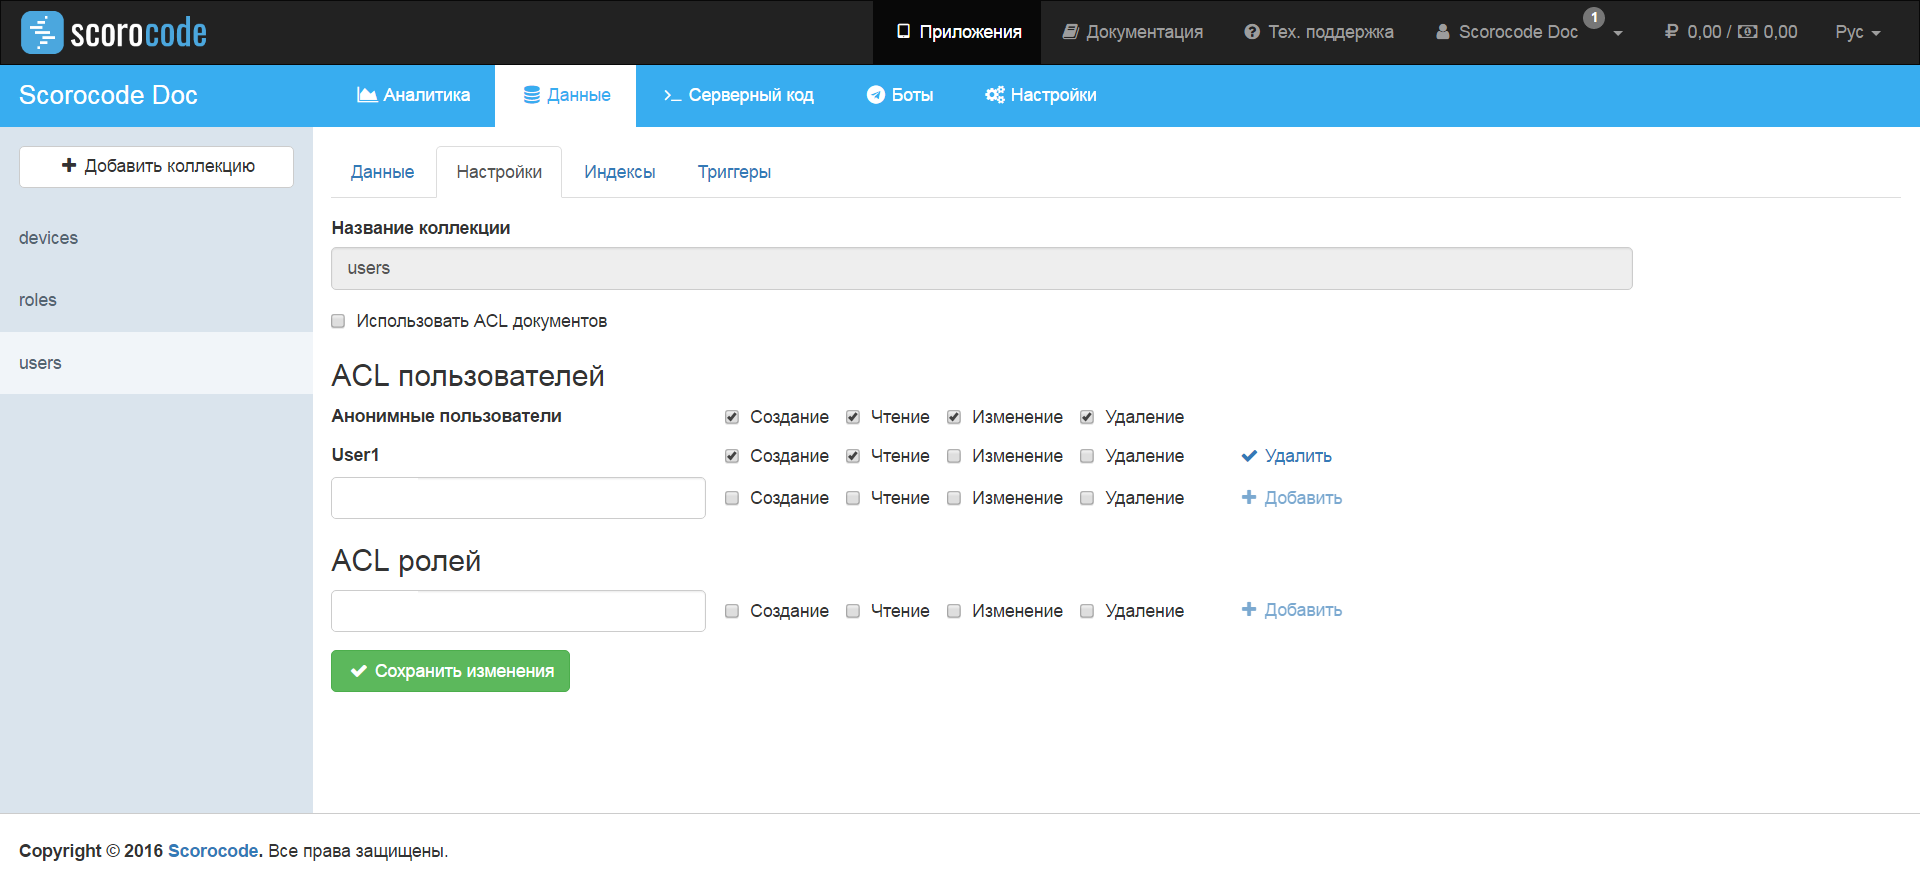 scorocode Приложения Документация Тех. поддержка Scorocode Doc 1 0,00 / 0,00 Рус
Scorocode Doc Аналитика Данные Серверный код Боты Настройки
Добавить коллекцию
devices
roles
users
Данные Настройки Индексы Триггеры
Название коллекции
users
Использовать ACL документов
ACL пользователей
Анонимные пользователи Создание Чтение Изменение Удаление
User1 Создание Чтение Изменение Удаление Удалить
Создание Чтение Изменение Удаление Добавить
ACL ролей
Создание Чтение Изменение Удаление Добавить
Сохранить изменения
Copyright © 2016 Scorocode. Все права защищены.